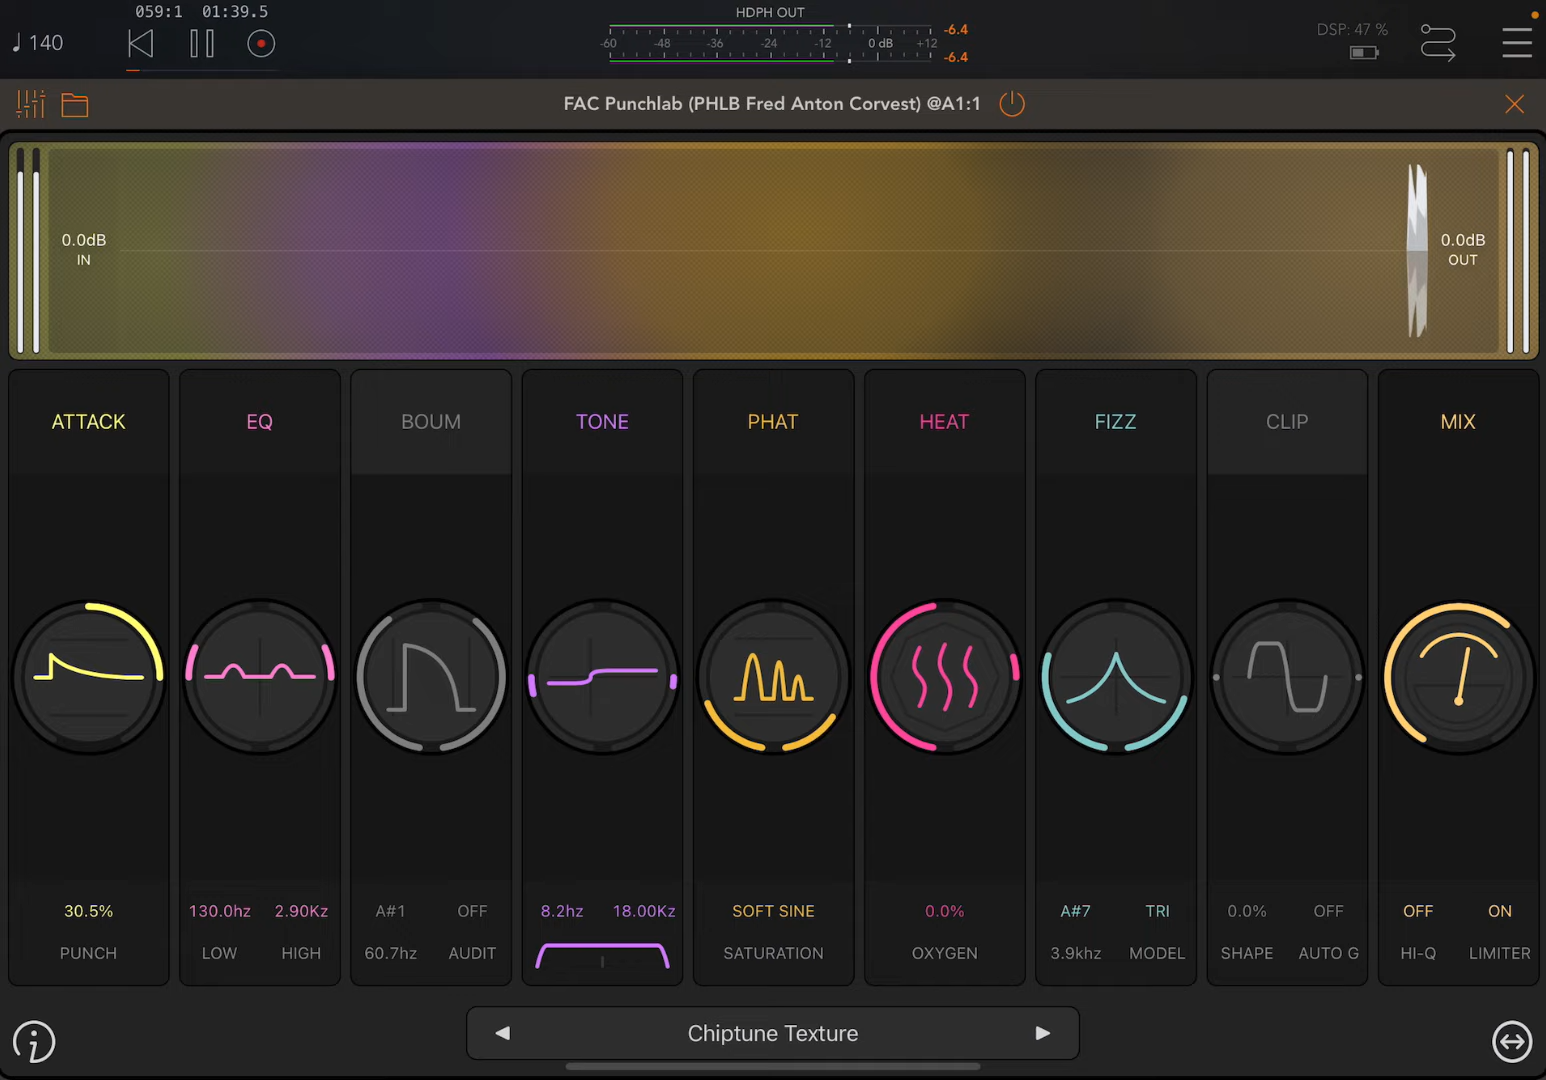 059:1 01:39.5
HDPH OUT
♩ 140
-60 -48 -36 -24 -12 0 dB +12
-6.4
-6.4
DSP: 47 %
FAC Punchlab (PHLB Fred Anton Corvest) @A1:1
0.0dB
IN
0.0dB
OUT
ATTACK EQ BOUM TONE PHAT HEAT FIZZ CLIP MIX
30.5% 130.0hz 2.90Kz A#1 OFF 8.2hz 18.00Kz SOFT SINE 0.0% A#7 TRI 0.0% OFF OFF ON
PUNCH LOW HIGH 60.7hz AUDIT SATURATION OXYGEN 3.9khz MODEL SHAPE AUTO G HI-Q LIMITER
Chiptune Texture